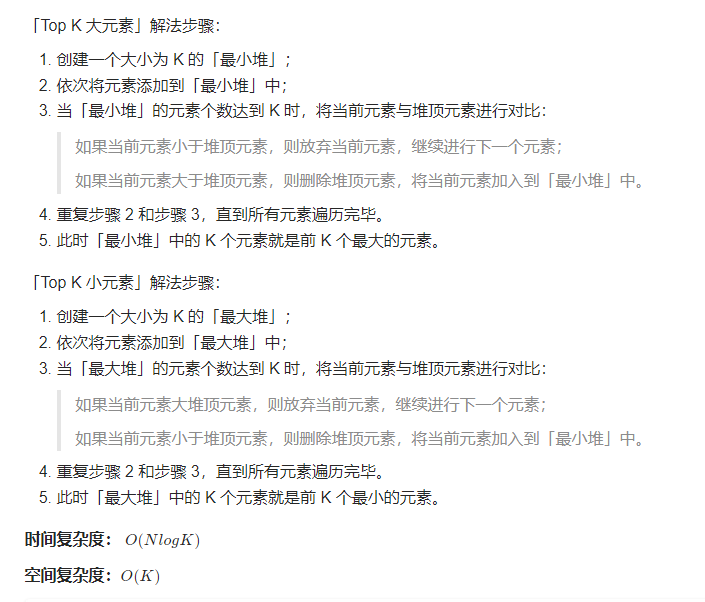 「Top K 大元素」解法步骤：
1. 创建一个大小为 K 的「最小堆」；
2. 依次将元素添加到「最小堆」中；
3. 当「最小堆」的元素个数达到 K 时，将当前元素与堆顶元素进行对比：
如果当前元素小于堆顶元素，则放弃当前元素，继续进行下一个元素；
如果当前元素大于堆顶元素，则删除堆顶元素，将当前元素加入到「最小堆」中。
4. 重复步骤 2 和步骤 3，直到所有元素遍历完毕。
5. 此时「最小堆」中的 K 个元素就是前 K 个最大的元素。
「Top K 小元素」解法步骤：
1. 创建一个大小为 K 的「最大堆」；
2. 依次将元素添加到「最大堆」中；
3. 当「最大堆」的元素个数达到 K 时，将当前元素与堆顶元素进行对比：
如果当前元素大堆顶元素，则放弃当前元素，继续进行下一个元素；
如果当前元素小于堆顶元素，则删除堆顶元素，将当前元素加入到「最小堆」中。
4. 重复步骤 2 和步骤 3，直到所有元素遍历完毕。
5. 此时「最大堆」中的 K 个元素就是前 K 个最小的元素。
时间复杂度： O(NlogK)
空间复杂度：O(K)